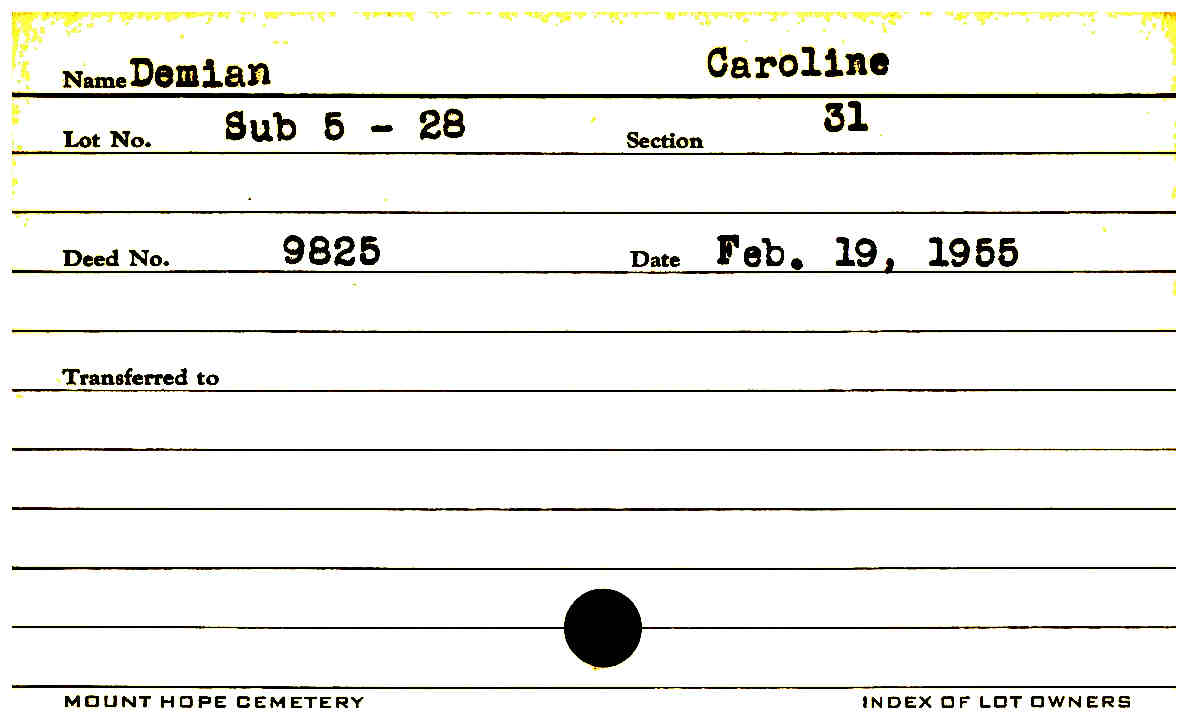 Name Demian Caroline
Lot No. Sub 5 - 28 Section 31
Deed No. 9825 Date Feb. 19, 1955
Transferred to
MOUNT HOPE CEMETERY INDEX OF LOT OWNERS